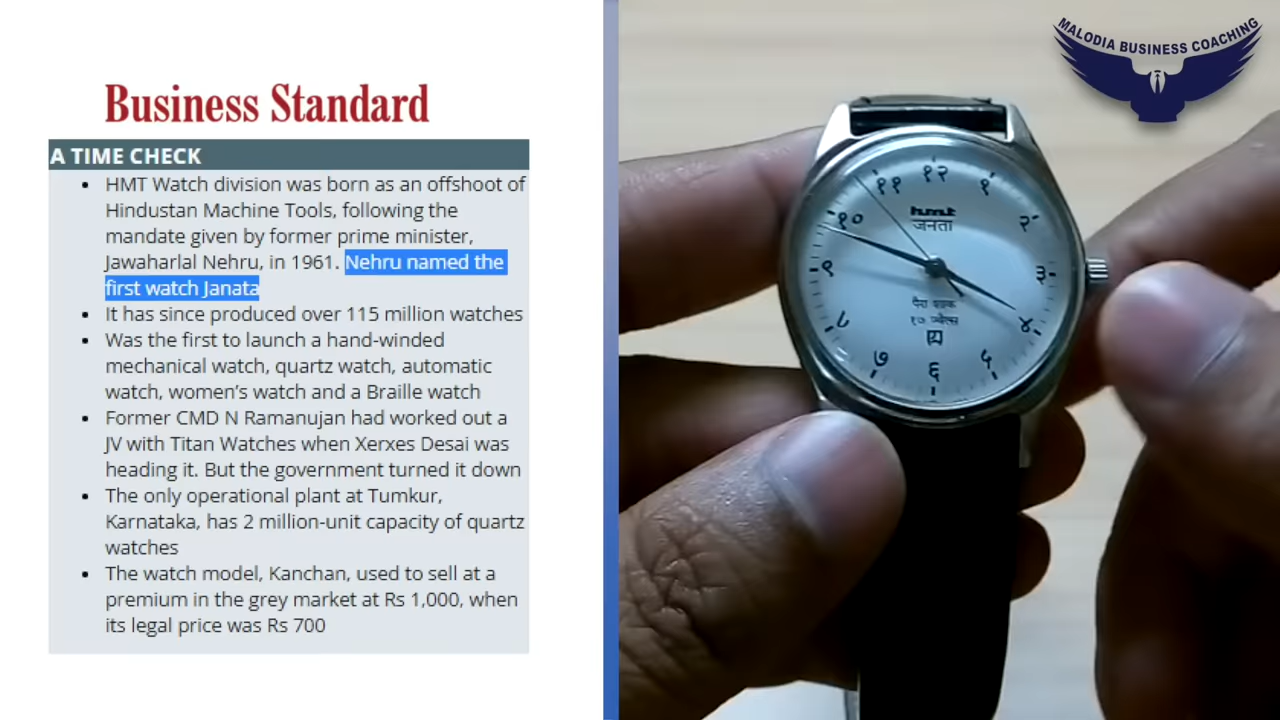 Business Standard
A TIME CHECK
• HMT Watch division was born as an offshoot of
Hindustan Machine Tools, following the
mandate given by former prime minister,
Jawaharlal Nehru, in 1961. Nehru named the
first watch Janata
• It has since produced over 115 million watches
• Was the first to launch a hand-winded
mechanical watch, quartz watch, automatic
watch, women's watch and a Braille watch
• Former CMD N Ramanujan had worked out a
JV with Titan Watches when Xerxes Desai was
heading it. But the government turned it down
• The only operational plant at Tumkur,
Karnataka, has 2 million-unit capacity of quartz
watches
• The watch model, Kanchan, used to sell at a
premium in the grey market at Rs 1,000, when
its legal price was Rs 700
MALODIA BUSINESS COACHING
१२
१
२
३
४
५
६
७
८
९
१०
११
hmt
जनता
१७ ज्वेल्स